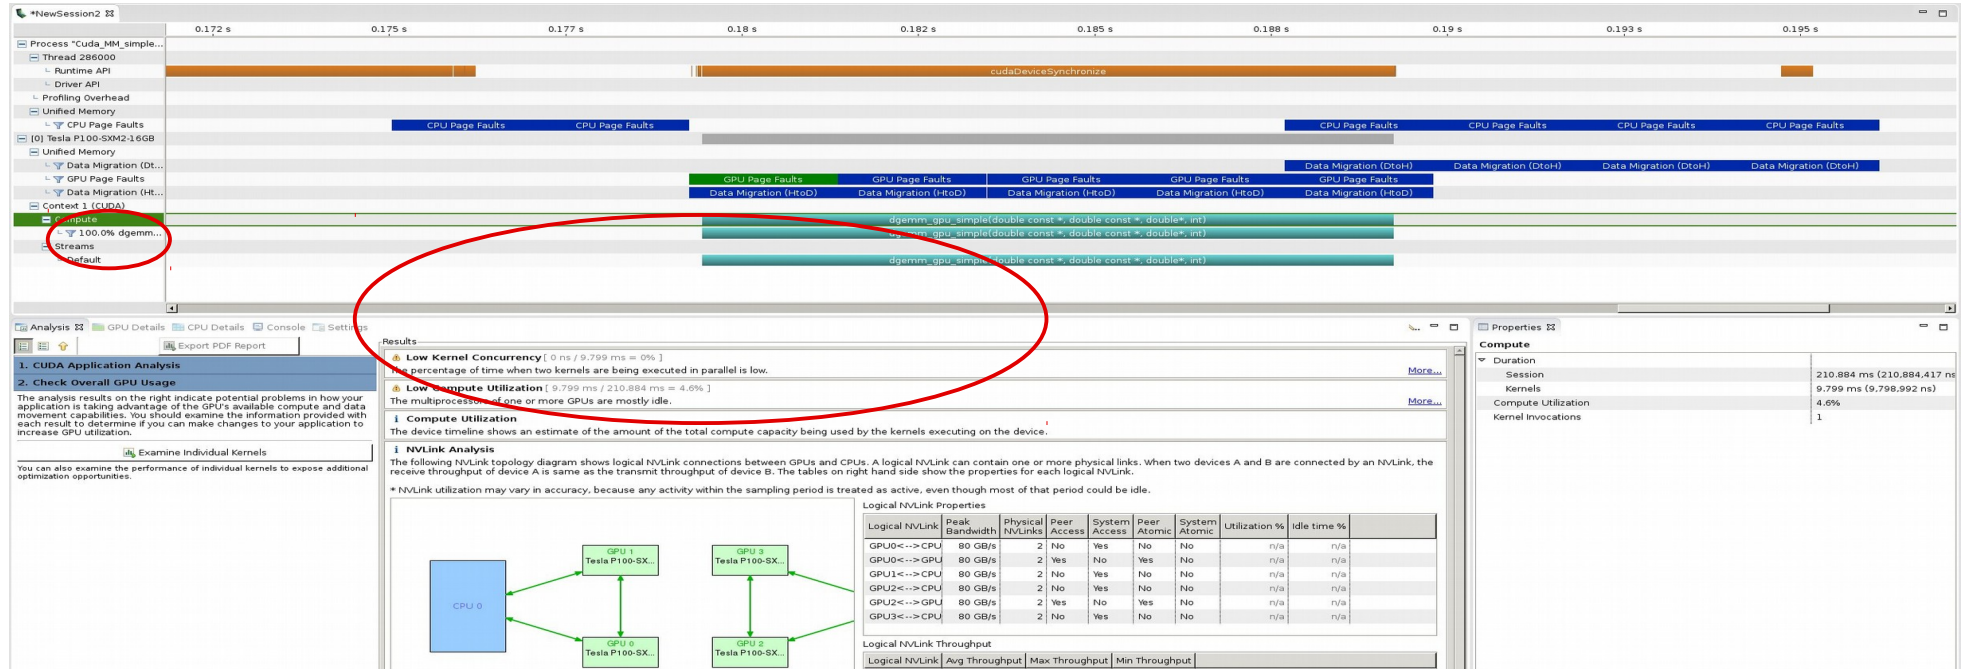 *NewSession2
0.172 s
0.175 s
0.177 s
0.18 s
0.182 s
0.185 s
0.188 s
0.19 s
0.193 s
0.195 s
Process "Cuda_MM_simple...
Thread 286000
Runtime API
cudaDeviceSynchronize
Driver API
Profiling Overhead
Unified Memory
CPU Page Faults
CPU Page Faults CPU Page Faults CPU Page Faults CPU Page Faults CPU Page Faults CPU Page Faults
[0] Tesla P100-SXM2-16GB
Unified Memory
Data Migration (Dt...
Data Migration (DtoH) Data Migration (DtoH) Data Migration (DtoH) Data Migration (DtoH)
GPU Page Faults
GPU Page Faults GPU Page Faults GPU Page Faults GPU Page Faults GPU Page Faults
Data Migration (Ht...
Data Migration (HtoD) Data Migration (HtoD) Data Migration (HtoD) Data Migration (HtoD) Data Migration (HtoD)
Context 1 (CUDA)
Compute
dgemm_gpu_simple(double const *, double const *, double*, int)
100.0% dgemm...
dgemm_gpu_simple(double const *, double const *, double*, int)
Streams
Default
dgemm_gpu_simple(double const *, double const *, double*, int)
Analysis GPU Details CPU Details Console Settings
Export PDF Report
1. CUDA Application Analysis
2. Check Overall GPU Usage
The analysis results on the right indicate potential problems in how your
application is taking advantage of the GPU's available compute and data
movement capabilities. You should examine the information provided with
each result to determine if you can make changes to your application to
increase GPU utilization.
Examine Individual Kernels
You can also examine the performance of individual kernels to expose additional
optimization opportunities.
Results
Low Kernel Concurrency [ 0 ns / 9.799 ms = 0% ]
The percentage of time when two kernels are being executed in parallel is low.
More...
Low Compute Utilization [ 9.799 ms / 210.884 ms = 4.6% ]
The multiprocessors of one or more GPUs are mostly idle.
More...
i Compute Utilization
The device timeline shows an estimate of the amount of the total compute capacity being used by the kernels executing on the device.
i NVLink Analysis
The following NVLink topology diagram shows logical NVLink connections between GPUs and CPUs. A logical NVLink can contain one or more physical links. When two devices A and B are connected by an NVLink, the
receive throughput of device A is same as the transmit throughput of device B. The tables on right hand side show the properties for each logical NVLink.
* NVLink utilization may vary in accuracy, because any activity within the sampling period is treated as active, even though most of that period could be idle.
CPU 0
GPU 1
Tesla P100-SX...
GPU 3
Tesla P100-SX...
GPU 0
Tesla P100-SX...
GPU 2
Tesla P100-SX...
Logical NVLink Properties
Logical NVLink Peak Bandwidth Physical NVLinks Peer Access System Access Peer Atomic System Atomic Utilization % Idle time %
GPU0<-->CPU 80 GB/s 2 No Yes No No n/a n/a
GPU0<-->GPU 80 GB/s 2 Yes No Yes No n/a n/a
GPU1<-->CPU 80 GB/s 2 No Yes No No n/a n/a
GPU2<-->CPU 80 GB/s 2 No Yes No No n/a n/a
GPU2<-->GPU 80 GB/s 2 Yes No Yes No n/a n/a
GPU3<-->CPU 80 GB/s 2 No Yes No No n/a n/a
Logical NVLink Throughput
Logical NVLink Avg Throughput Max Throughput Min Throughput
Properties
Compute
Duration
Session 210.884 ms (210,884,417 ns
Kernels 9.799 ms (9,798,992 ns)
Compute Utilization 4.6%
Kernel Invocations 1